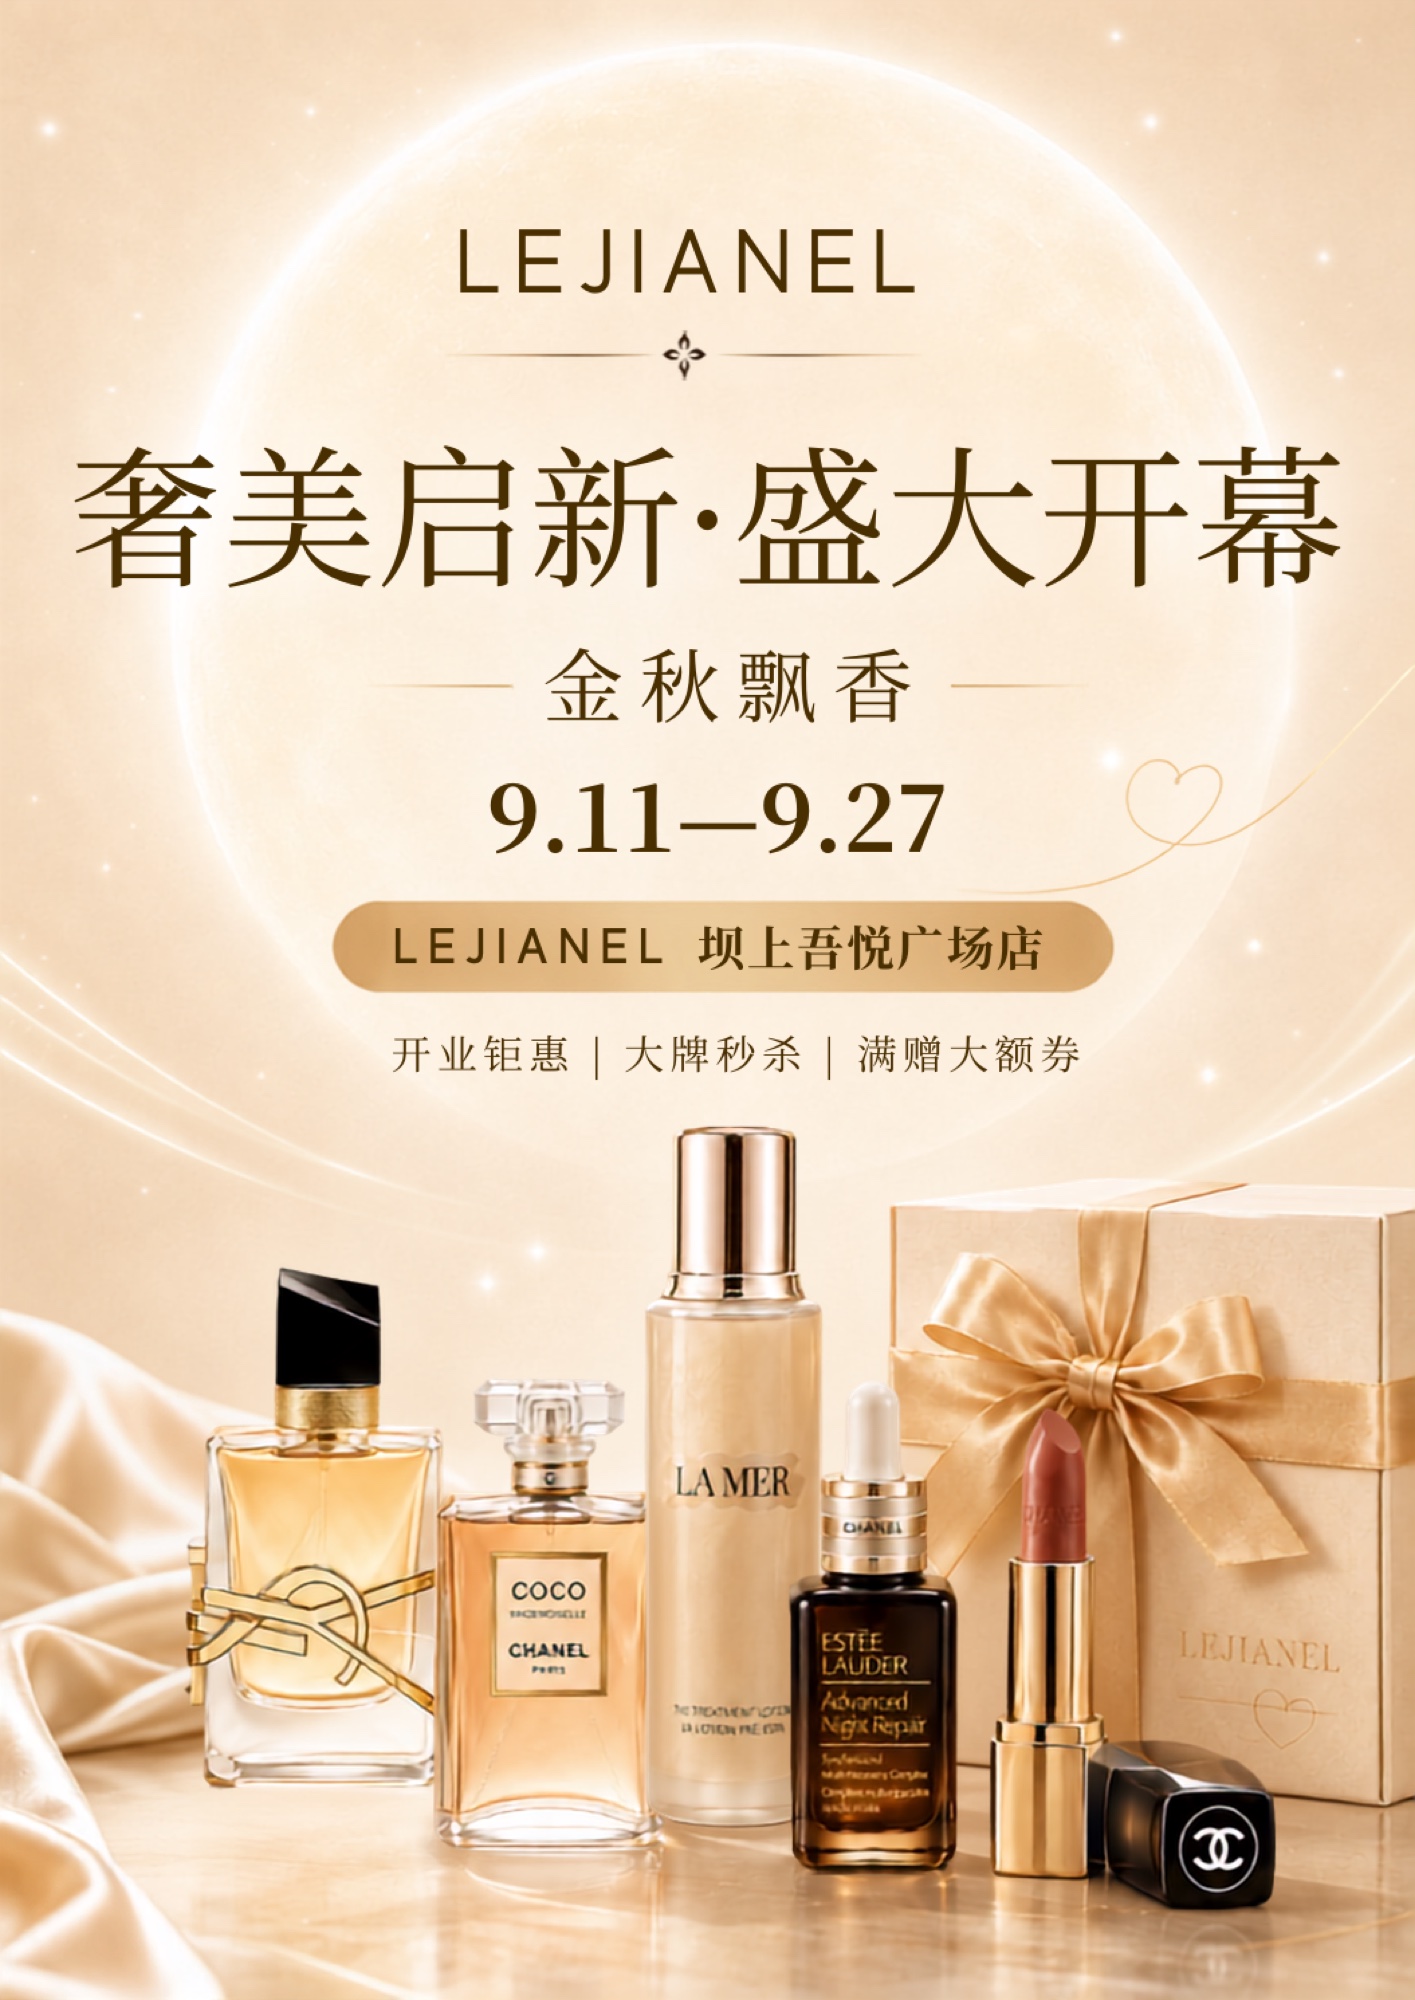 LEJIANEL
奢美启新·盛大开幕
金秋飘香
9.11—9.27
LEJIANEL 坝上吾悦广场店
开业钜惠 | 大牌秒杀 | 满赠大额券
LA MER
CHANEL
COCO
CHANEL
PARIS
ESTĒE
LAUDER
Advanced
Night Repair
LEJIANEL